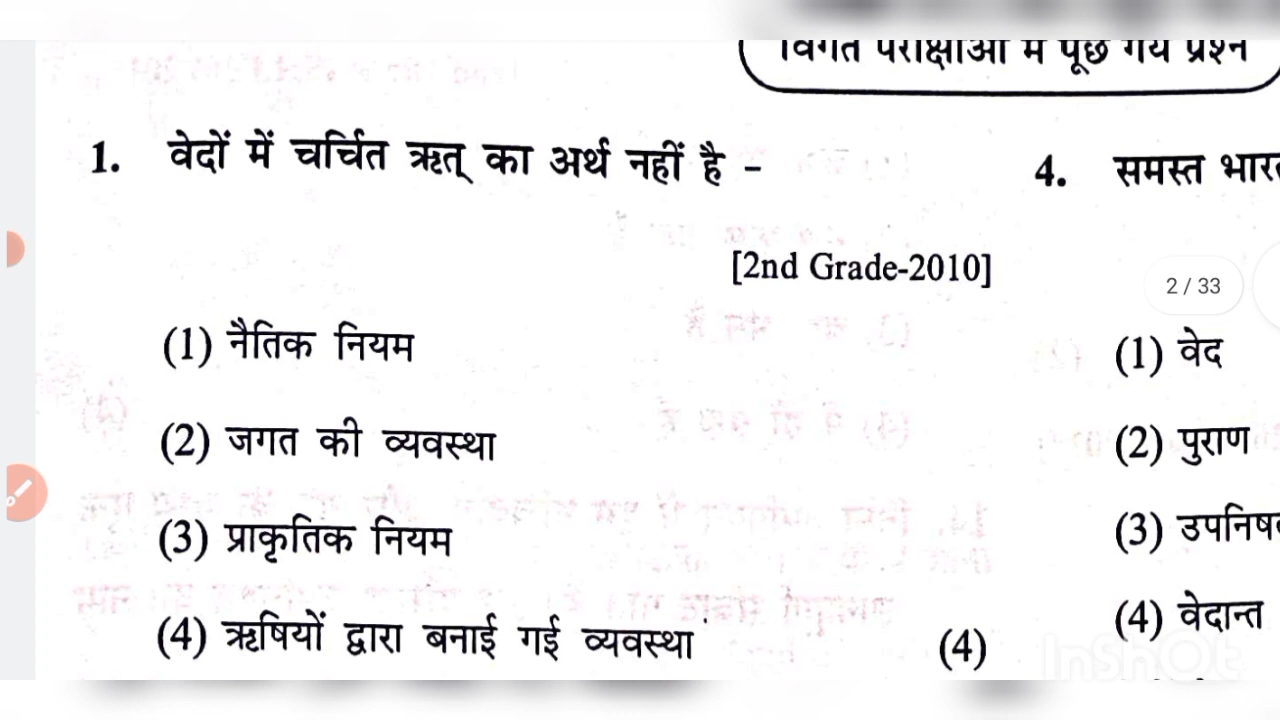 विगत परीक्षाओं में पूछे गये प्रश्न
1. वेदों में चर्चित ऋत् का अर्थ नहीं है -
[2nd Grade-2010]
(1) नैतिक नियम
(2) जगत की व्यवस्था
(3) प्राकृतिक नियम
(4) ऋषियों द्वारा बनाई गई व्यवस्था (4)
4. समस्त
2 / 33
(1) वेद
(2) पुराण
(3)
(4) वेदान्त
InShOt